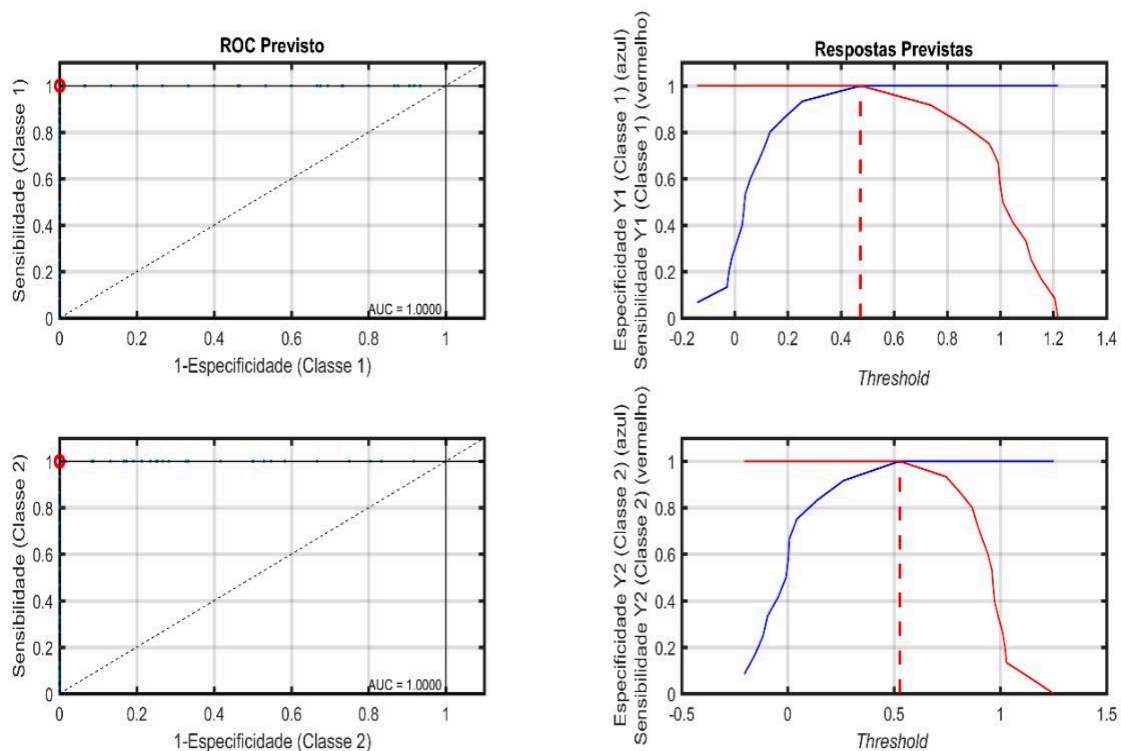 ROC Previsto
Sensibilidade (Classe 1)
1
0.8
0.6
0.4
0.2
0
AUC = 1.0000
0 0.2 0.4 0.6 0.8 1
1-Especificidade (Classe 1)
Respostas Previstas
Especificidade Y1 (Classe 1) (azul)
Sensibilidade Y1 (Classe 1) (vermelho)
1
0.8
0.6
0.4
0.2
0
-0.2 0 0.2 0.4 0.6 0.8 1 1.2 1.4
Threshold
Sensibilidade (Classe 2)
1
0.8
0.6
0.4
0.2
0
AUC = 1.0000
0 0.2 0.4 0.6 0.8 1
1-Especificidade (Classe 2)
Especificidade Y2 (Classe 2) (azul)
Sensibilidade Y2 (Classe 2) (vermelho)
1
0.8
0.6
0.4
0.2
0
-0.5 0 0.5 1 1.5
Threshold